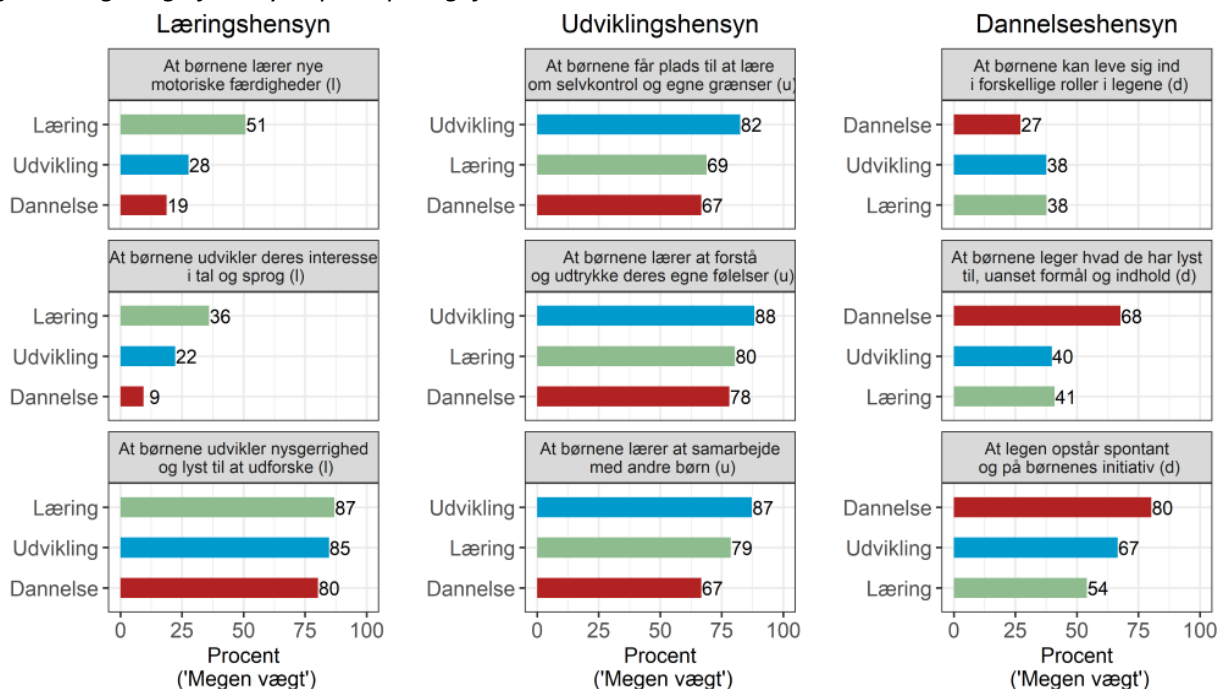 Læringshensyn
At børnene lærer nye
motoriske færdigheder (l)
Læring 51
Udvikling 28
Dannelse 19
At børnene udvikler deres interesse
i tal og sprog (l)
Læring 36
Udvikling 22
Dannelse 9
At børnene udvikler nysgerrighed
og lyst til at udforske (l)
Læring 87
Udvikling 85
Dannelse 80
0 25 50 75 100
Procent
('Megen vægt')
Udviklingshensyn
At børnene får plads til at lære
om selvkontrol og egne grænser (u)
Udvikling 82
Læring 69
Dannelse 67
At børnene lærer at forstå
og udtrykke deres egne følelser (u)
Udvikling 88
Læring 80
Dannelse 78
At børnene lærer at samarbejde
med andre børn (u)
Udvikling 87
Læring 79
Dannelse 67
0 25 50 75 100
Procent
('Megen vægt')
Dannelseshensyn
At børnene kan leve sig ind
i forskellige roller i legene (d)
Dannelse 27
Udvikling 38
Læring 38
At børnene leger hvad de har lyst
til, uanset formål og indhold (d)
Dannelse 68
Udvikling 40
Læring 41
At legen opstår spontant
og på børnenes initiativ (d)
Dannelse 80
Udvikling 67
Læring 54
0 25 50 75 100
Procent
('Megen vægt')